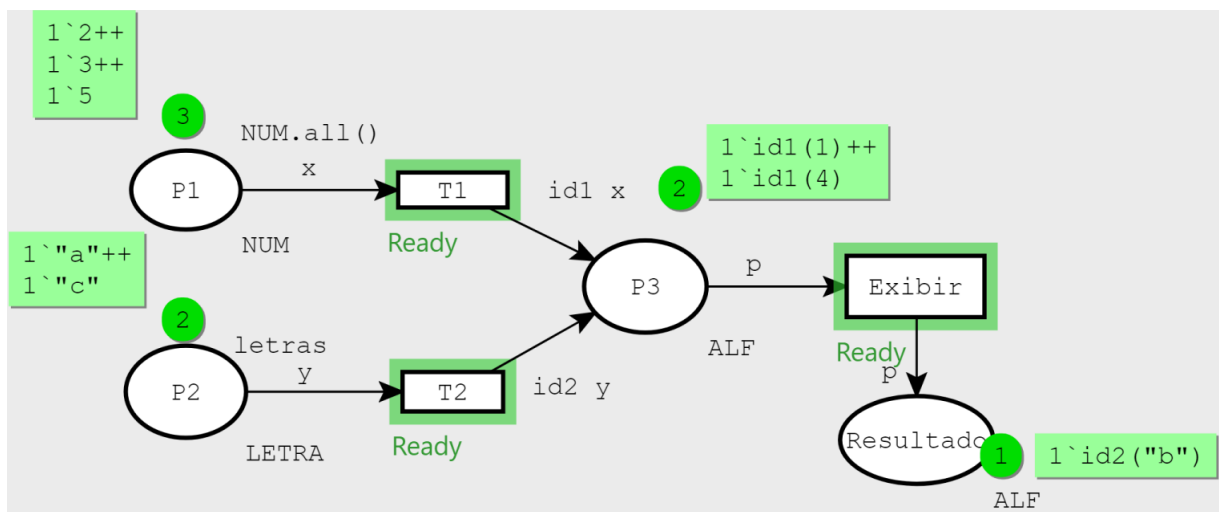 1`2++
1`3++
1`5
3
NUM.all()
x
P1
T1
id1 x
2
1`id1(1)++
1`id1(4)
NUM
Ready
1`"a"++
1`"c"
P3
p
Exibir
2
letras
ALF
Ready
y
P2
T2
id2 y
p
LETRA
Ready
Resultado
1
1`id2("b")
ALF